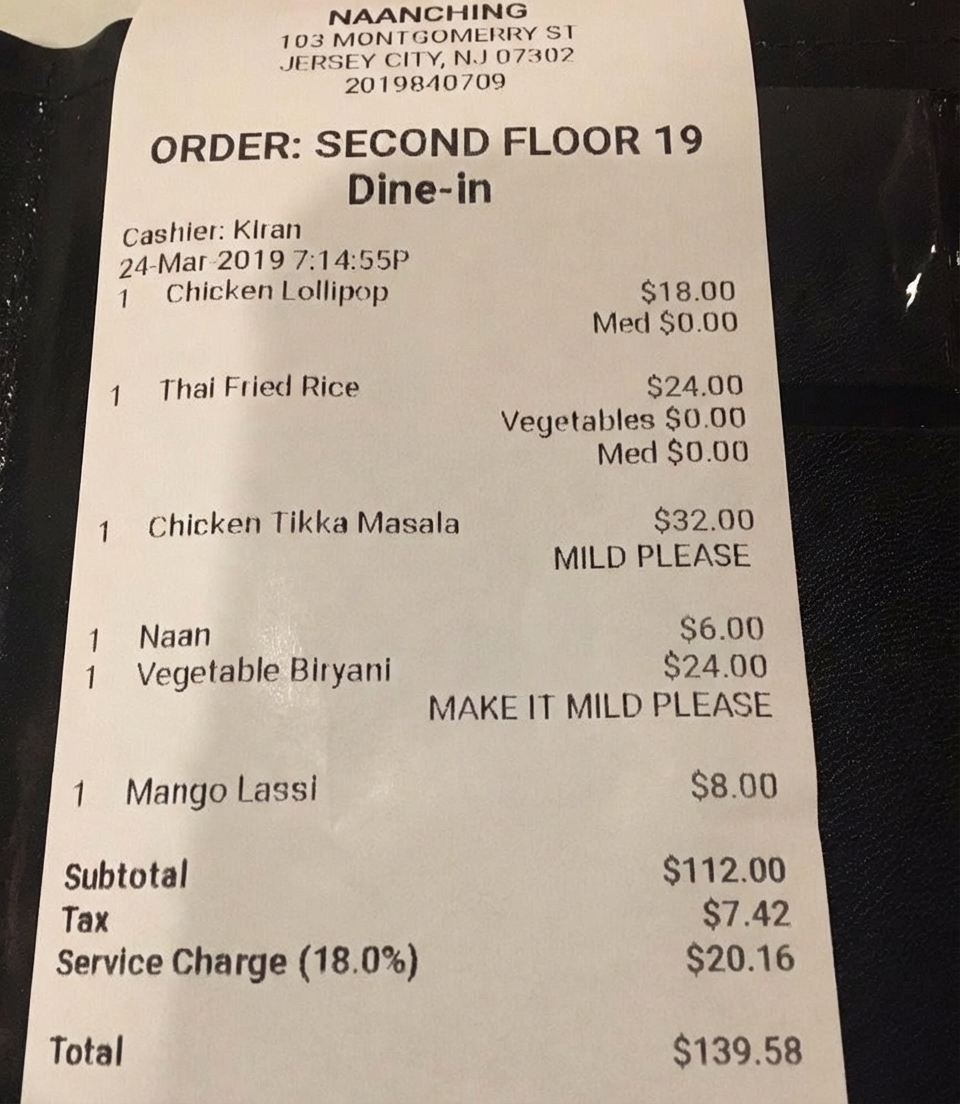 NAANCHING
103 MONTGOMERRY ST
JERSEY CITY, NJ 07302
2019840709
ORDER: SECOND FLOOR 19
Dine-in
Cashier: KIran
24-Mar-2019 7:14:55P
1 Chicken Lollipop $18.00
Med $0.00
1 Thai Fried Rice $24.00
Vegetables $0.00
Med $0.00
1 Chicken Tikka Masala $32.00
MILD PLEASE
1 Naan $6.00
1 Vegetable Biryani $24.00
MAKE IT MILD PLEASE
1 Mango Lassi $8.00
Subtotal $112.00
Tax $7.42
Service Charge (18.0%) $20.16
Total $139.58